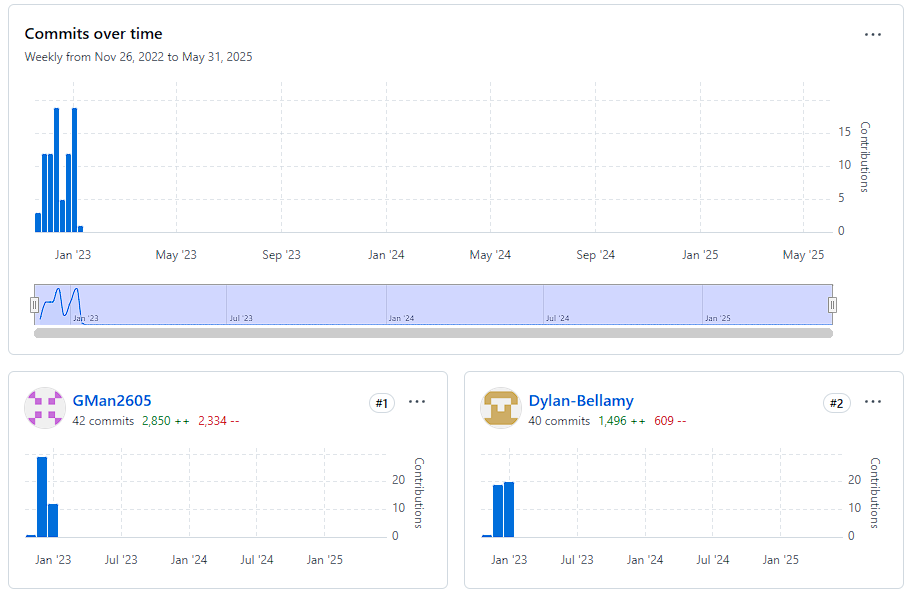 Commits over time
Weekly from Nov 26, 2022 to May 31, 2025
15
10
5
0
Contributions
Jan '23 May '23 Sep '23 Jan '24 May '24 Sep '24 Jan '25 May '25
Jan '23 Jul '23 Jan '24 Jul '24 Jan '25
GMan2605 #1
42 commits 2,850 ++ 2,334 --
20
10
0
Contributions
Jan '23 Jul '23 Jan '24 Jul '24 Jan '25
Dylan-Bellamy #2
40 commits 1,496 ++ 609 --
20
10
0
Contributions
Jan '23 Jul '23 Jan '24 Jul '24 Jan '25